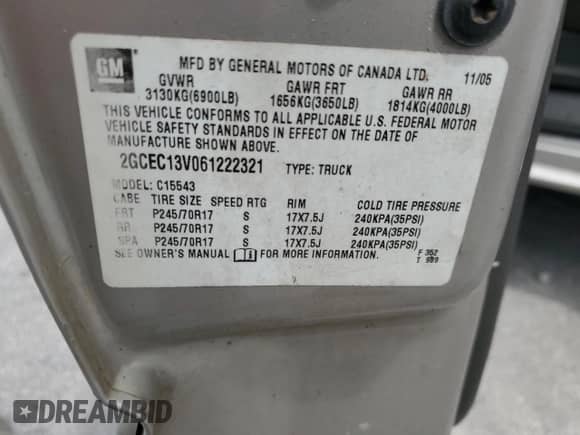 GM
MFD BY GENERAL MOTORS OF CANADA LTD. 11/05
GVWR GAWR FRT GAWR RR
3130KG(6900LB) 1656KG(3650LB) 1814KG(4000LB)
THIS VEHICLE CONFORMS TO ALL APPLICABLE U.S. FEDERAL MOTOR
VEHICLE SAFETY STANDARDS IN EFFECT ON THE DATE OF
MANUFACTURE SHOWN ABOVE.
2GCEC13V061222321 TYPE: TRUCK
MODEL: C15543
TIRE SIZE SPEED RTG RIM COLD TIRE PRESSURE
FRT P245/70R17 S 17X7.5J 240KPA(35PSI)
RR P245/70R17 S 17X7.5J 240KPA(35PSI)
SPA P245/70R17 S 17X7.5J 240KPA(35PSI)
SEE OWNER'S MANUAL FOR MORE INFORMATION.
DREAMBID